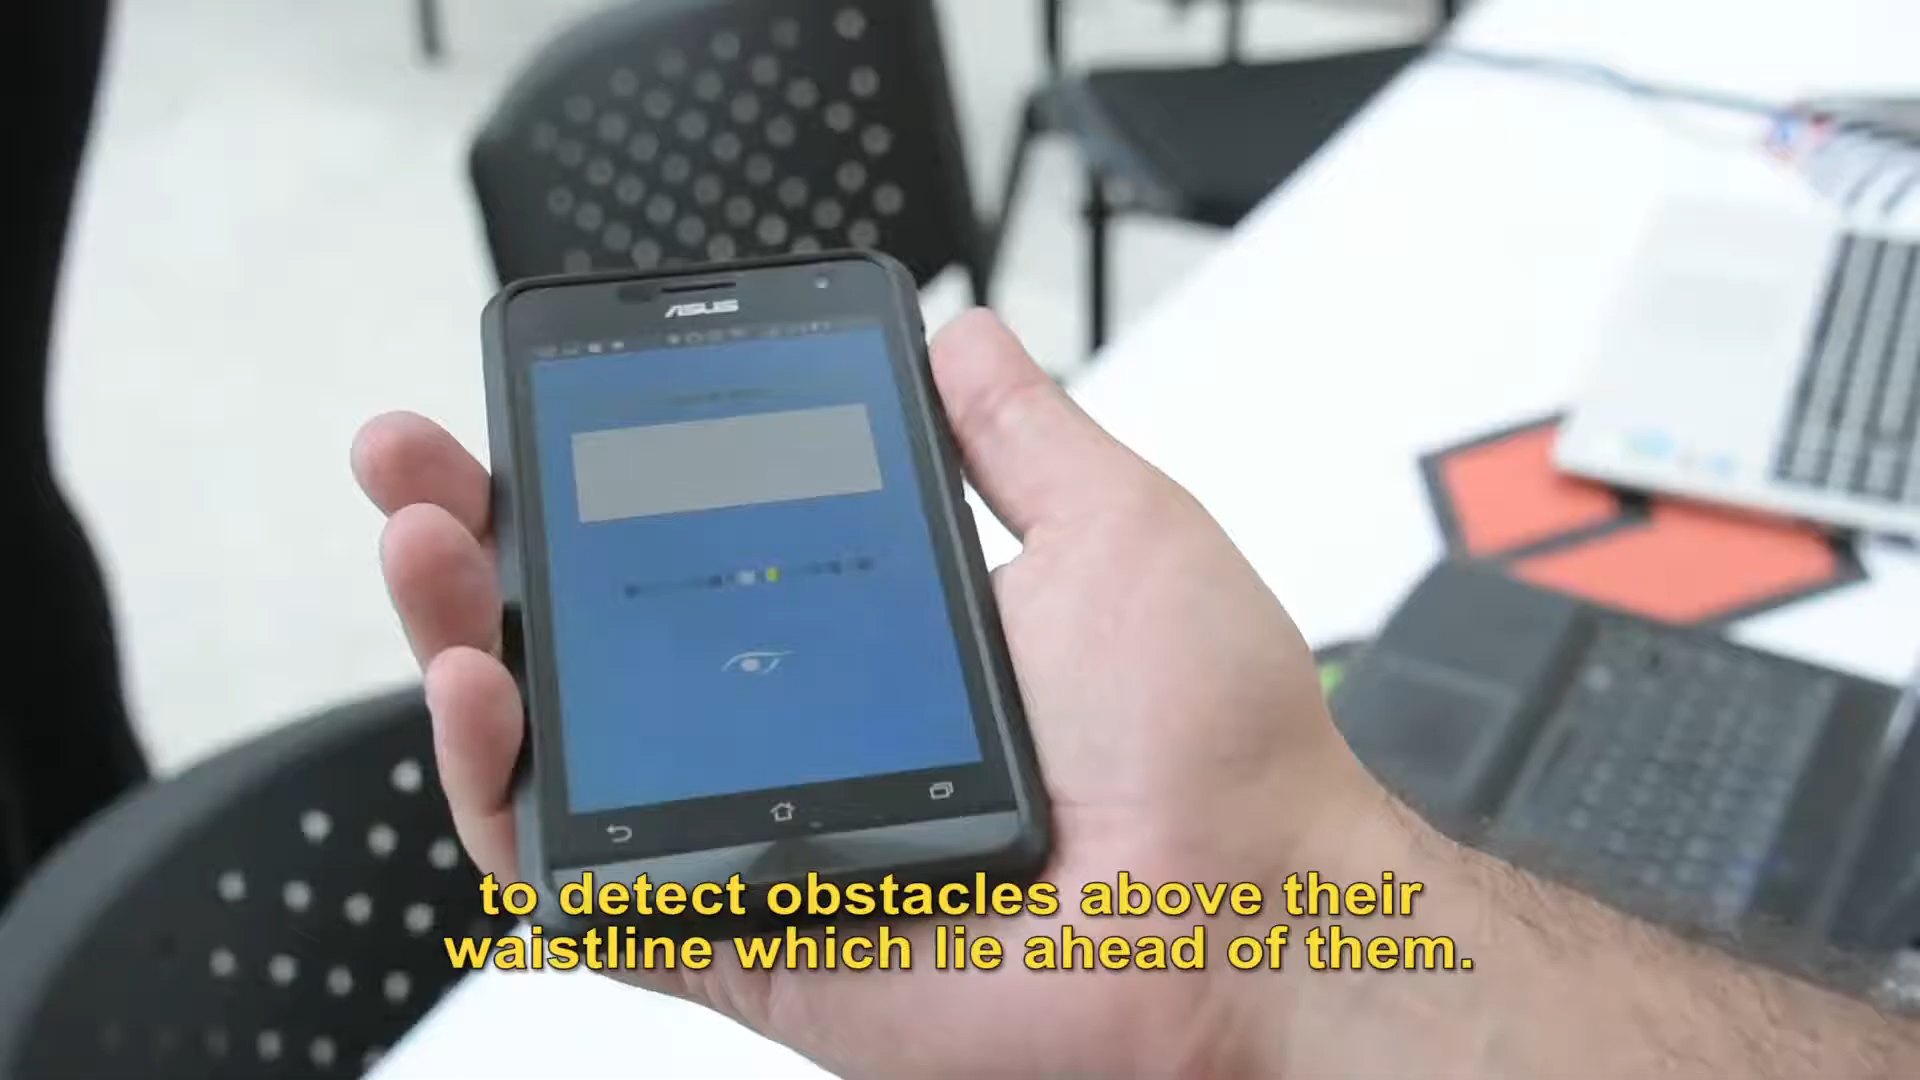 ASUS
to detect obstacles above their
waistline which lie ahead of them.